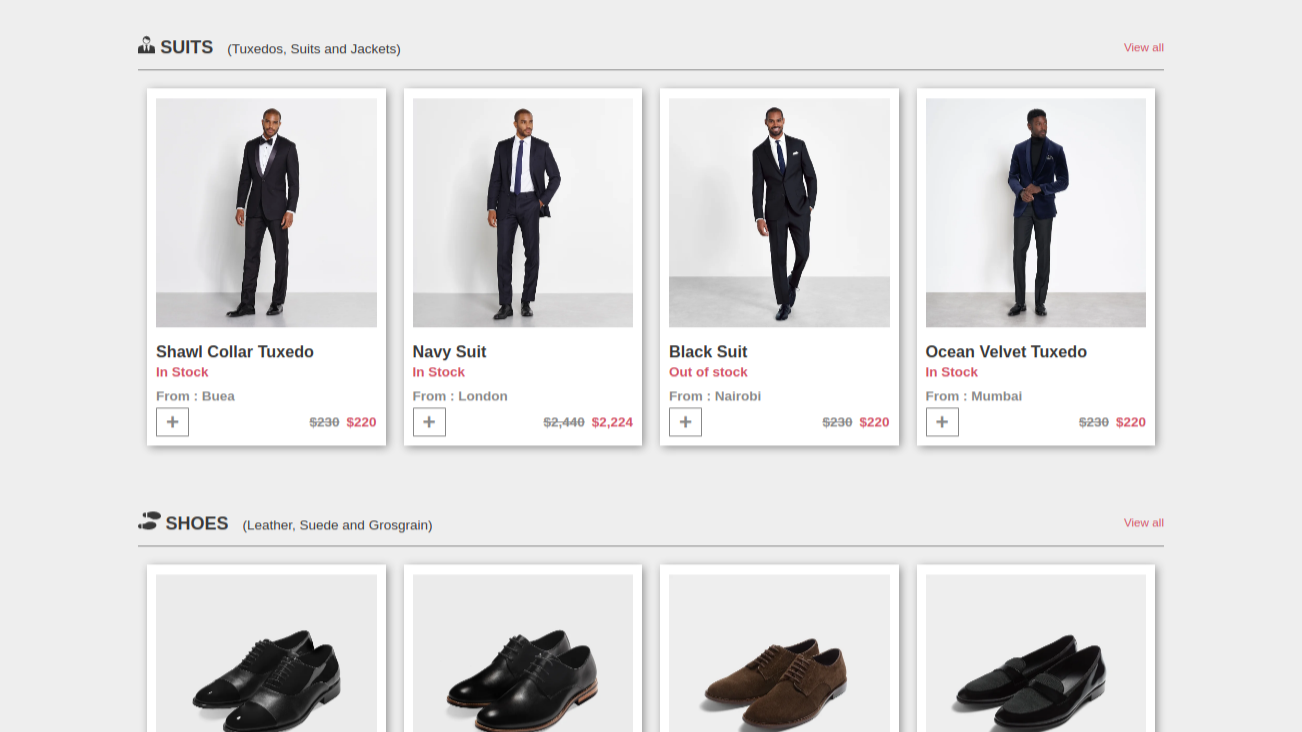 SUITS (Tuxedos, Suits and Jackets) View all
Shawl Collar Tuxedo
In Stock
From : Buea
+ $230 $220
Navy Suit
In Stock
From : London
+ $2,440 $2,224
Black Suit
Out of stock
From : Nairobi
+ $230 $220
Ocean Velvet Tuxedo
In Stock
From : Mumbai
+ $230 $220
SHOES (Leather, Suede and Grosgrain) View all